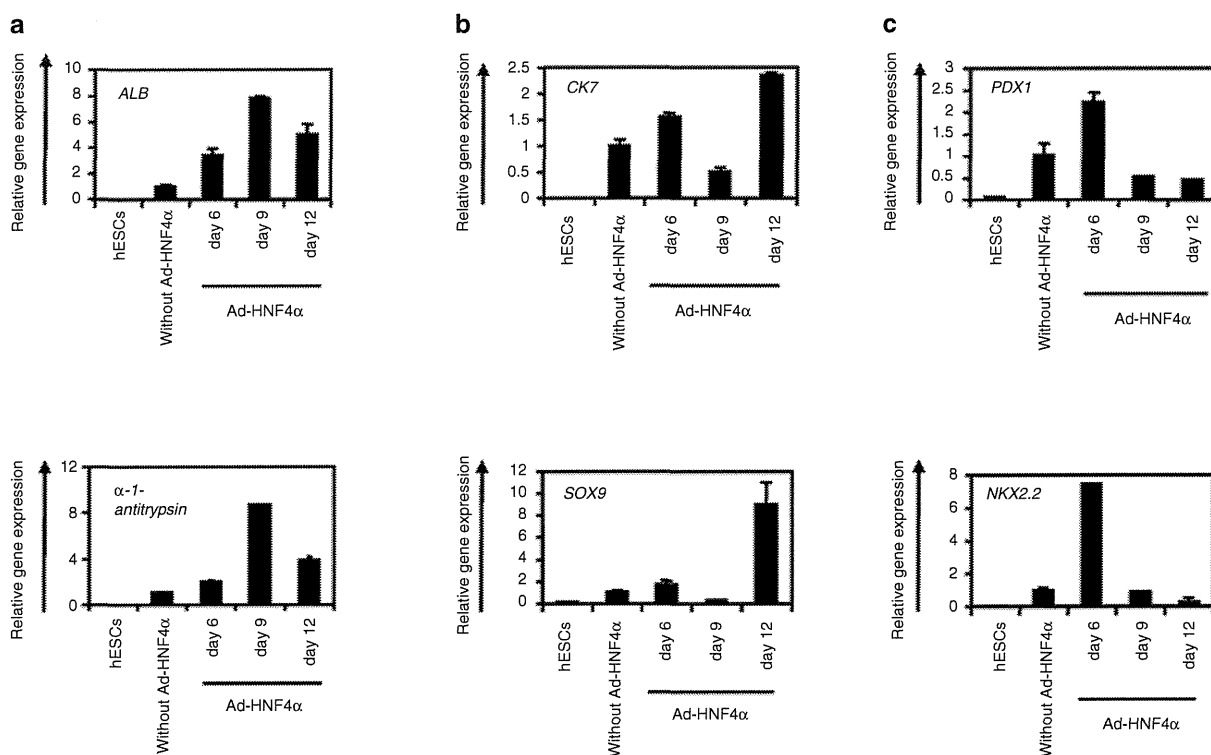 a
Relative gene expression
10
8
6
4
2
0
ALB
hESCs
Without Ad-HNF4α
day 6
day 9
day 12
Ad-HNF4α
b
Relative gene expression
2.5
2
1.5
1
0.5
0
CK7
hESCs
Without Ad-HNF4α
day 6
day 9
day 12
Ad-HNF4α
c
Relative gene expression
3
2.5
2
1.5
1
0.5
0
PDX1
hESCs
Without Ad-HNF4α
day 6
day 9
day 12
Ad-HNF4α
Relative gene expression
12
8
4
0
α-1-
antitrypsin
hESCs
Without Ad-HNF4α
day 6
day 9
day 12
Ad-HNF4α
Relative gene expression
12
10
8
6
4
2
0
SOX9
hESCs
Without Ad-HNF4α
day 6
day 9
day 12
Ad-HNF4α
Relative gene expression
8
6
4
2
0
NKX2.2
hESCs
Without Ad-HNF4α
day 6
day 9
day 12
Ad-HNF4α